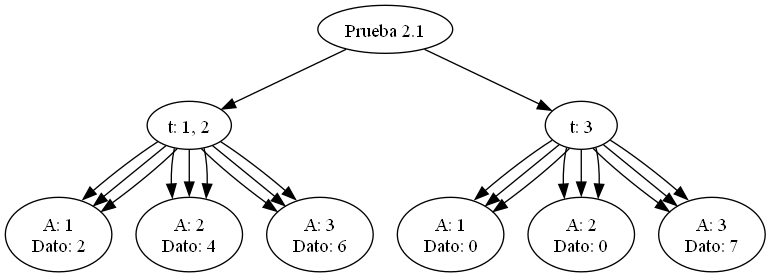 Prueba 2.1
t: 1, 2
t: 3
A: 1
Dato: 2
A: 2
Dato: 4
A: 3
Dato: 6
A: 1
Dato: 0
A: 2
Dato: 0
A: 3
Dato: 7